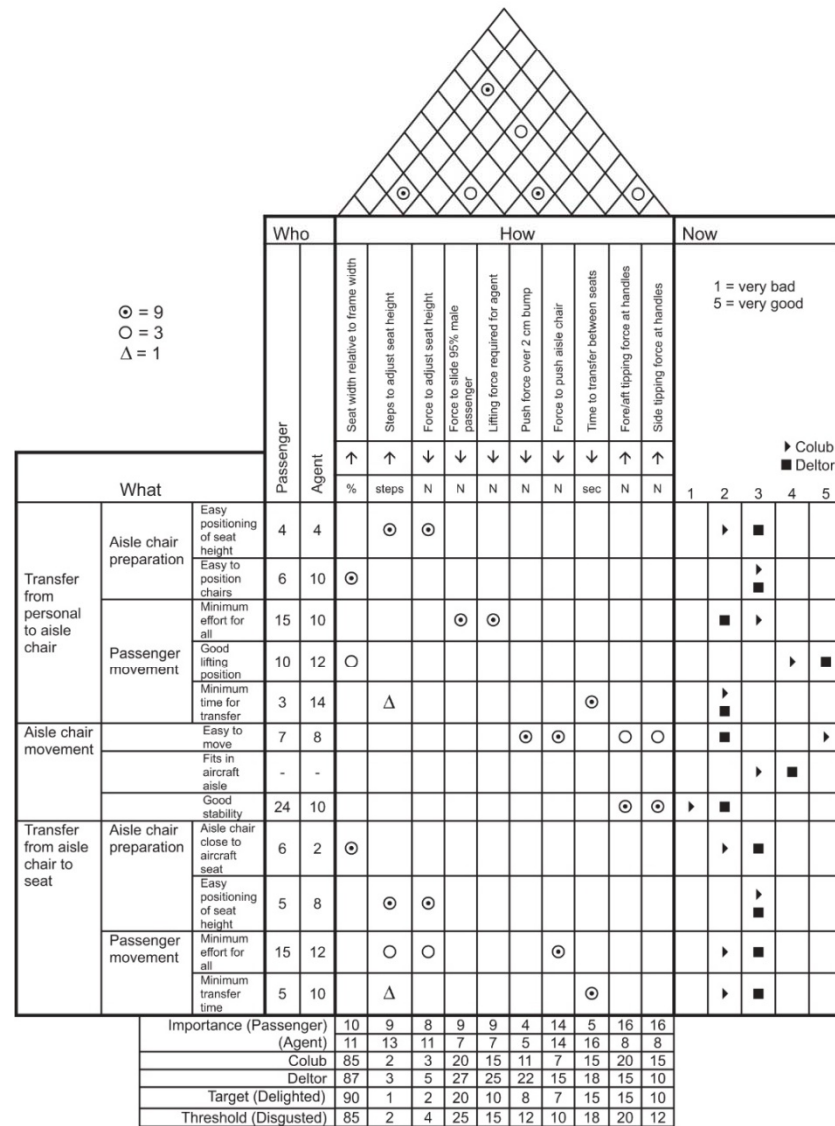 Who
How
Now
⊙ = 9
○ = 3
Δ = 1
1 = very bad
5 = very good
Passenger
Agent
Seat width relative to frame width
Steps to adjust seat height
Force to adjust seat height
Force to slide 95% male
passenger
Lifting force required for agent
Push force over 2 cm bump
Force to push aisle chair
Time to transfer between seats
Fore/aft tipping force at handles
Side tipping force at handles
Colub
Deltor
↑ ↑ ↓ ↓ ↓ ↓ ↓ ↓ ↑ ↑
What
% steps N N N N N sec N N
1 2 3 4 5
Transfer
from
personal
to aisle
chair
Aisle chair
preparation
Easy
positioning
of seat
height
4 4 ⊙ ⊙
Easy to
position
chairs
6 10 ⊙
Passenger
movement
Minimum
effort for
all
15 10 ⊙ ⊙
Good
lifting
position
10 12 ○
Minimum
time for
transfer
3 14 Δ ⊙
Aisle chair
movement
Easy to
move
7 8 ⊙ ⊙ ○ ○
Fits in
aircraft
aisle
- -
Good
stability
24 10 ⊙ ⊙
Transfer
from aisle
chair to
seat
Aisle chair
preparation
Aisle chair
close to
aircraft
seat
6 2 ⊙
Easy
positioning
of seat
height
5 8 ⊙ ⊙
Passenger
movement
Minimum
effort for
all
15 12 ○ ○ ⊙
Minimum
transfer
time
5 10 Δ ⊙
Importance (Passenger) 10 9 8 9 9 4 14 5 16 16
(Agent) 11 13 11 7 7 5 14 16 8 8
Colub 85 2 3 20 15 11 7 15 20 15
Deltor 87 3 5 27 25 22 15 18 15 10
Target (Delighted) 90 1 2 20 10 8 7 15 15 10
Threshold (Disgusted) 85 2 4 25 15 12 10 18 20 12